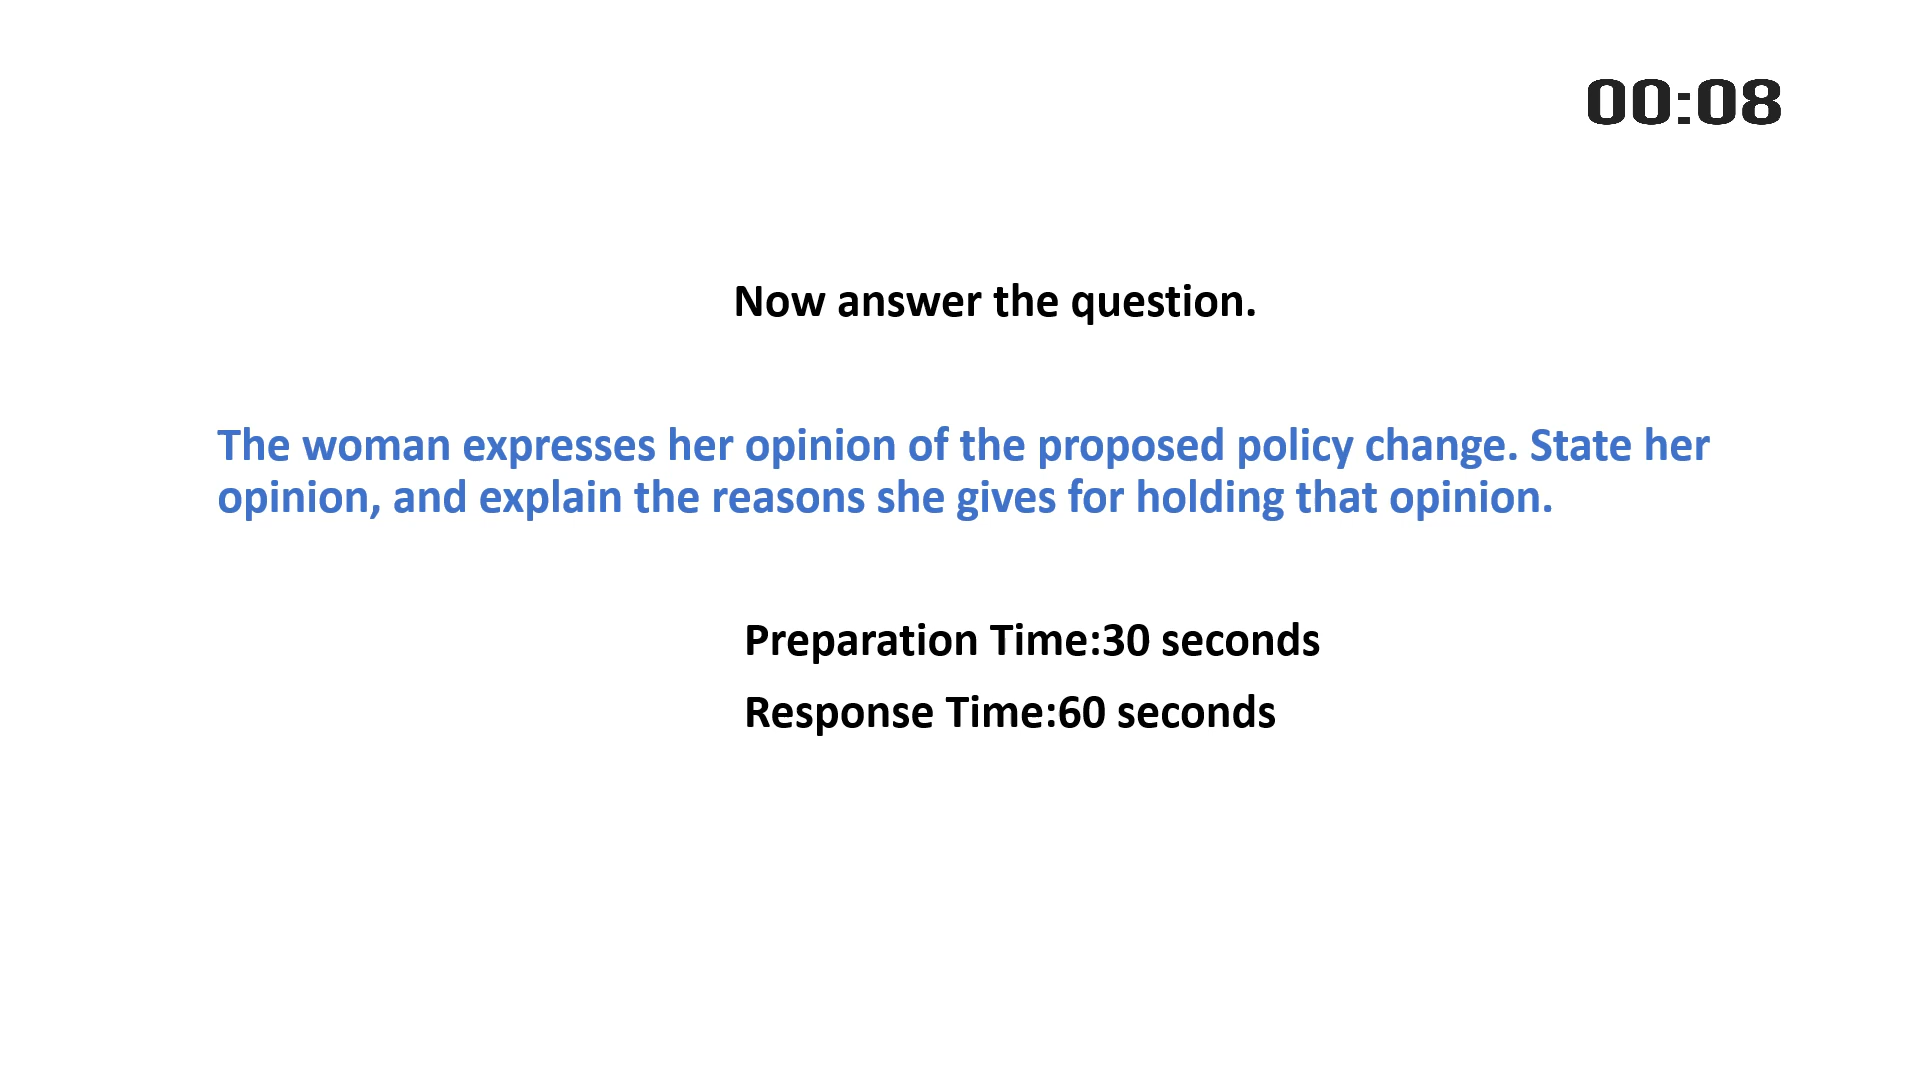 00:08
Now answer the question.
The woman expresses her opinion of the proposed policy change. State her
opinion, and explain the reasons she gives for holding that opinion.
Preparation Time:30 seconds
Response Time:60 seconds